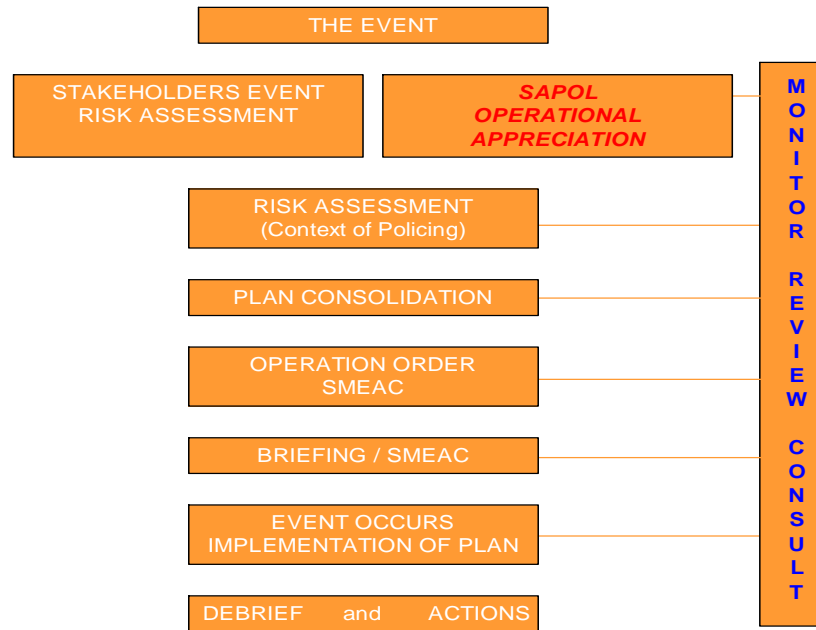 THE EVENT
STAKEHOLDERS EVENT
RISK ASSESSMENT
SAPOL
OPERATIONAL
APPRECIATION
RISK ASSESSMENT
(Context of Policing)
PLAN CONSOLIDATION
OPERATION ORDER
SMEAC
BRIEFING / SMEAC
EVENT OCCURS
IMPLEMENTATION OF PLAN
DEBRIEF and ACTIONS
MONITOR REVIEW CONSULT